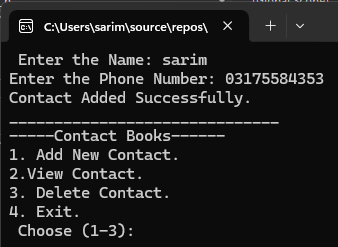 C:\Users\sarim\source\repos\
Enter the Name: sarim
Enter the Phone Number: 03175584353
Contact Added Successfully.
______________________________
-----Contact Books------
1. Add New Contact.
2.View Contact.
3. Delete Contact.
4. Exit.
Choose (1-3):